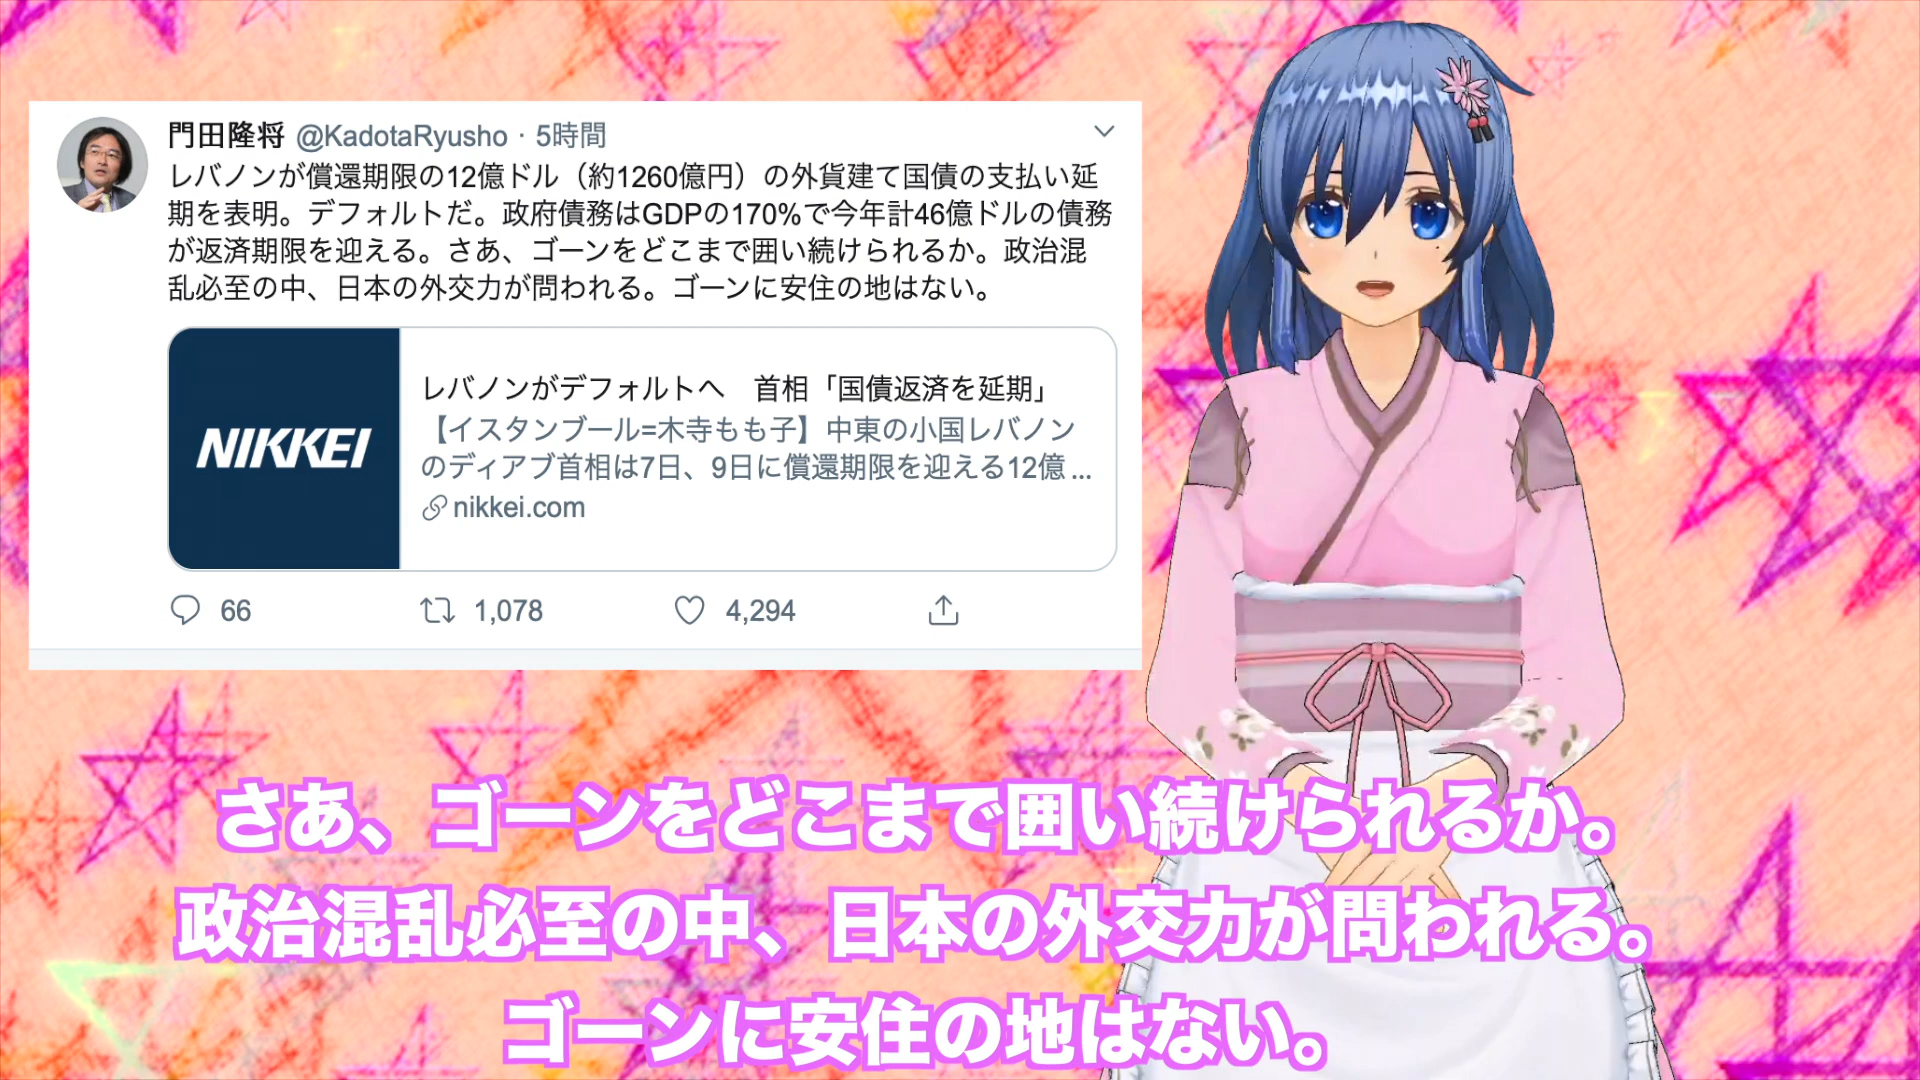 門田隆将 @KadotaRyusho · 5時間
レバノンが償還期限の12億ドル（約1260億円）の外貨建て国債の支払い延
期を表明。デフォルトだ。政府債務はGDPの170%で今年計46億ドルの債務
が返済期限を迎える。さあ、ゴーンをどこまで囲い続けられるか。政治混
乱必至の中、日本の外交力が問われる。ゴーンに安住の地はない。
NIKKEI
レバノンがデフォルトへ　首相「国債返済を延期」
【イスタンブール=木寺もも子】中東の小国レバノン
のディアブ首相は7日、9日に償還期限を迎える12億...
nikkei.com
66 1,078 4,294
さあ、ゴーンをどこまで囲い続けられるか。
政治混乱必至の中、日本の外交力が問われる。
ゴーンに安住の地はない。